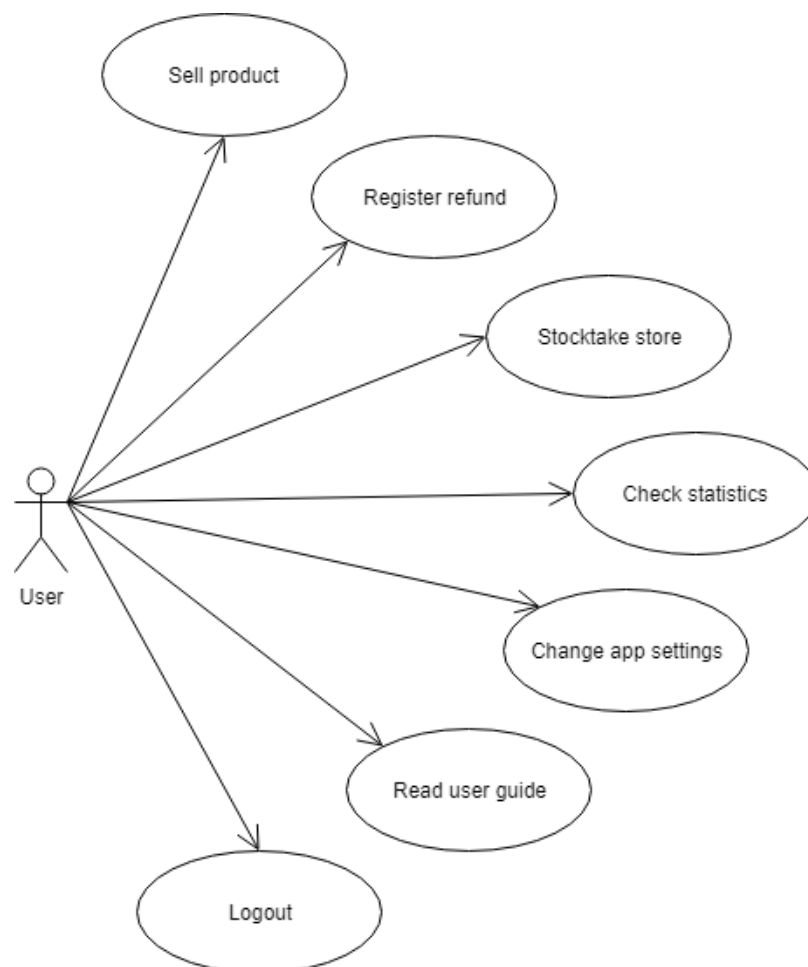 Sell product
Register refund
Stocktake store
Check statistics
User
Change app settings
Read user guide
Logout